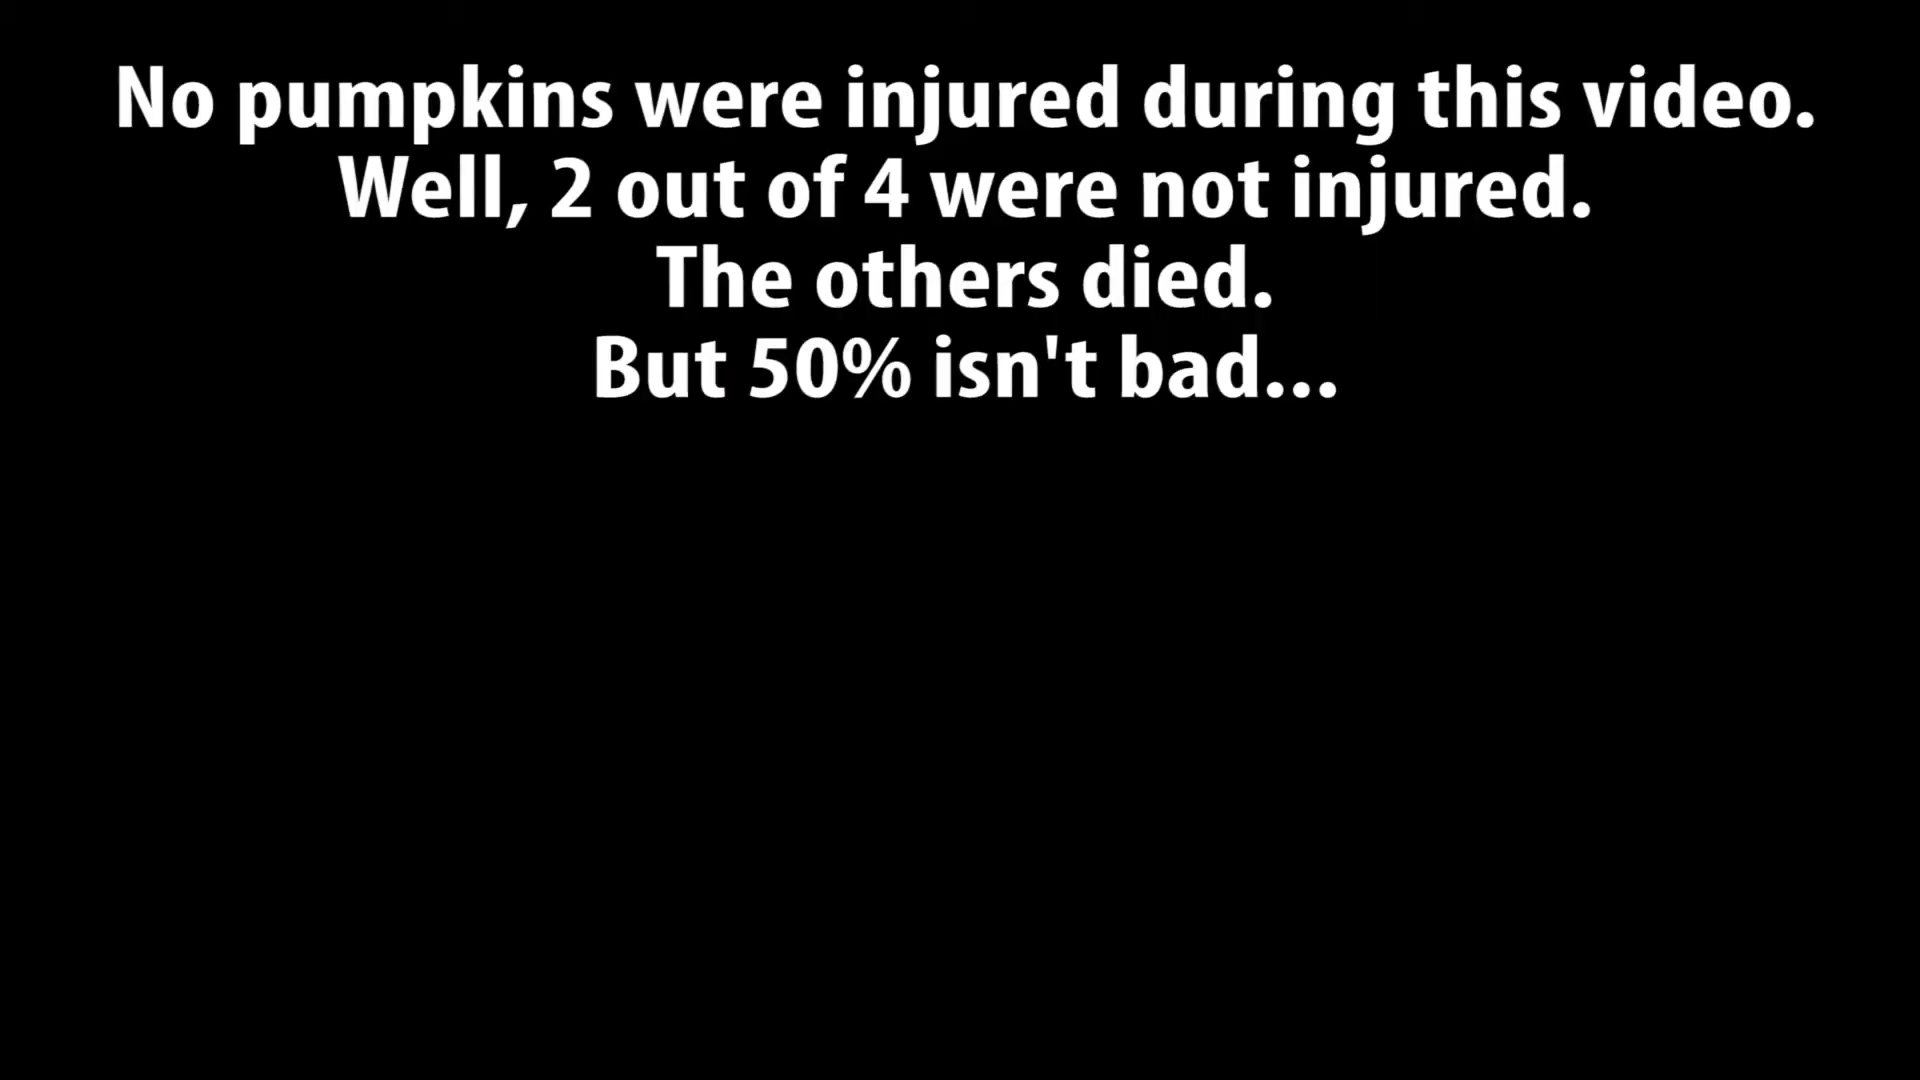 No pumpkins were injured during this video.
Well, 2 out of 4 were not injured.
The others died.
But 50% isn't bad...